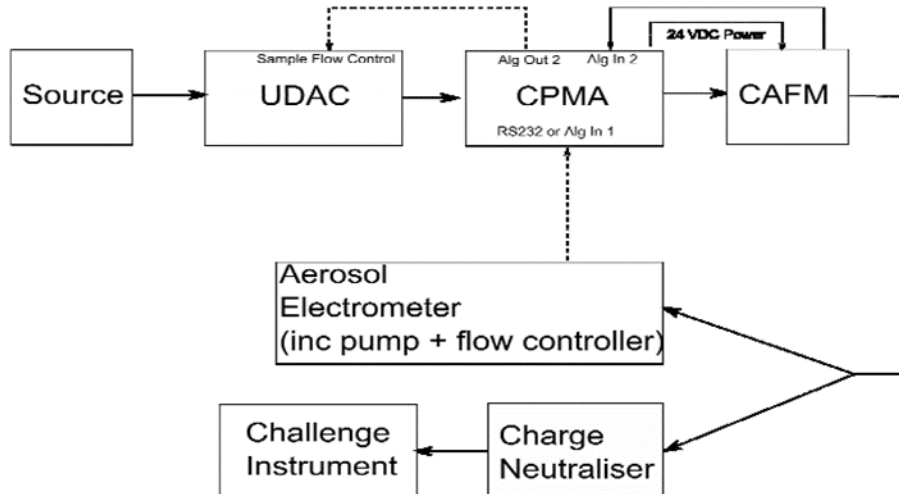 24 VDC Power
Sample Flow Control
Alg Out 2
Alg In 2
Source
UDAC
CPMA
CAFM
RS232 or Alg In 1
Aerosol
Electrometer
(inc pump + flow controller)
Challenge
Instrument
Charge
Neutraliser